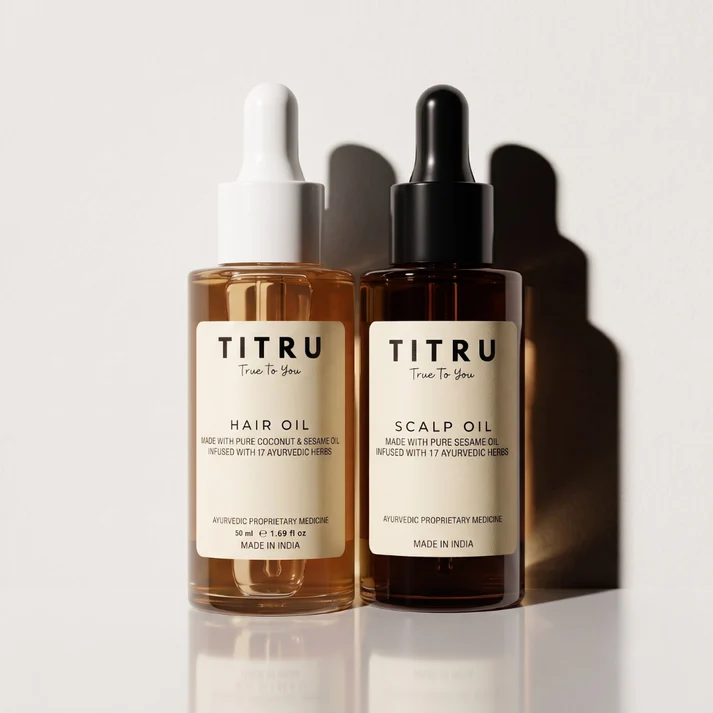 TITRU
True To You
HAIR OIL
MADE WITH PURE COCONUT & SESAME OIL
INFUSED WITH 17 AYURVEDIC HERBS
AYURVEDIC PROPRIETARY MEDICINE
50 ml ℮ 1.69 fl oz
MADE IN INDIA
TITRU
True To You
SCALP OIL
MADE WITH PURE SESAME OIL
INFUSED WITH 17 AYURVEDIC HERBS
AYURVEDIC PROPRIETARY MEDICINE
MADE IN INDIA